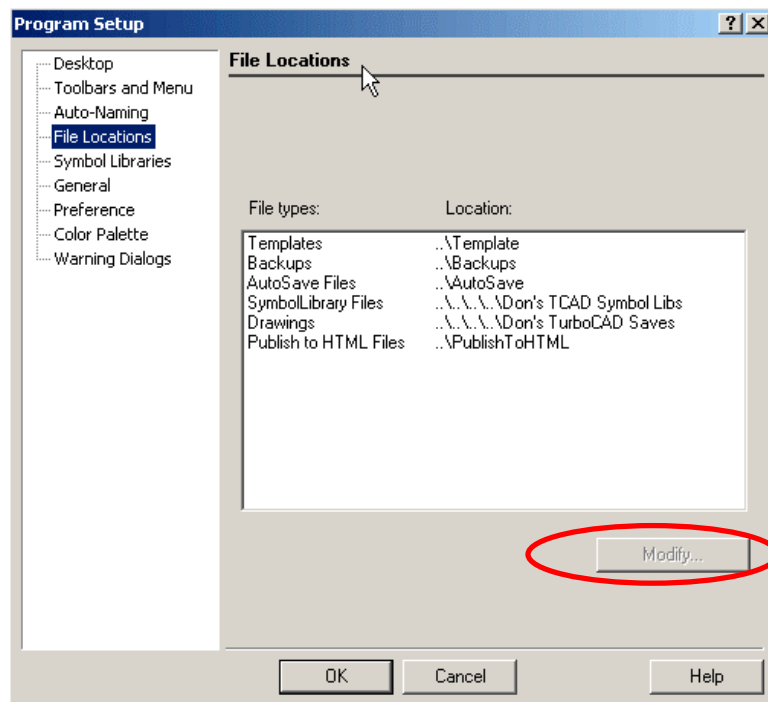 Program Setup
Desktop
Toolbars and Menu
Auto-Naming
File Locations
Symbol Libraries
General
Preference
Color Palette
Warning Dialogs
File Locations
File types: Location:
Templates ..\Template
Backups ..\Backups
AutoSave Files ..\AutoSave
SymbolLibrary Files ..\..\..\..\Don's TCAD Symbol Libs
Drawings ..\..\..\..\Don's TurboCAD Saves
Publish to HTML Files ..\PublishToHTML
Modify...
OK Cancel Help